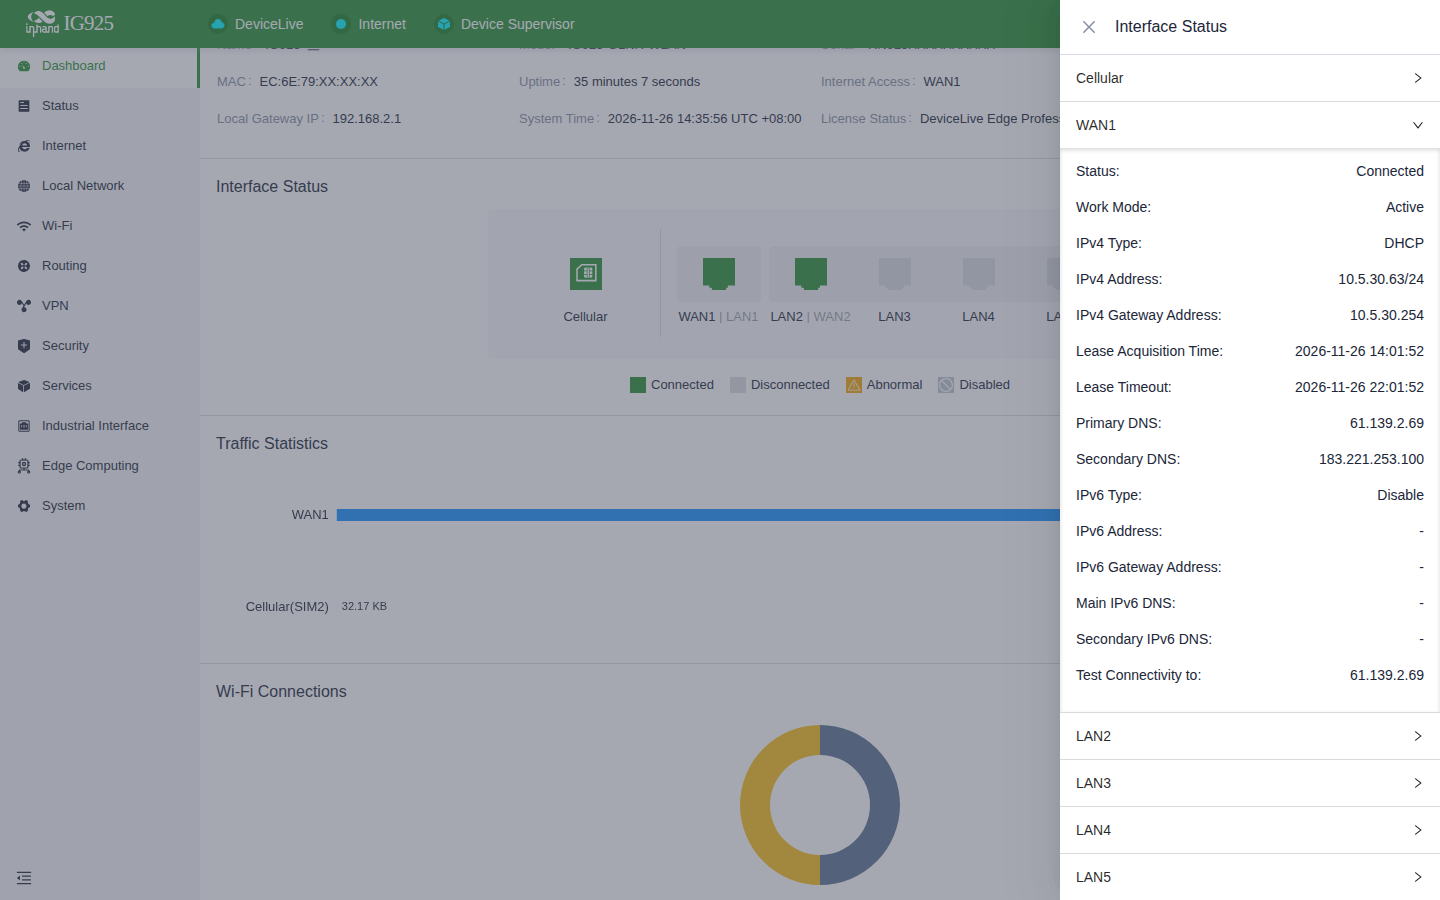 inhand IG925
DeviceLive Internet Device Supervisor
Dashboard
Status
Internet
Local Network
Wi-Fi
Routing
VPN
Security
Services
Industrial Interface
Edge Computing
System
MAC: EC:6E:79:XX:XX:XX
Uptime: 35 minutes 7 seconds
Internet Access: WAN1
Local Gateway IP: 192.168.2.1
System Time: 2026-11-26 14:35:56 UTC +08:00
License Status: DeviceLive Edge
Interface Status
Cellular
WAN1 | LAN1
LAN2 | WAN2
LAN3
LAN4
Connected Disconnected Abnormal Disabled
Traffic Statistics
WAN1
Cellular(SIM2) 32.17 KB
Wi-Fi Connections
Interface Status
Cellular
WAN1
Status: Connected
Work Mode: Active
IPv4 Type: DHCP
IPv4 Address: 10.5.30.63/24
IPv4 Gateway Address: 10.5.30.254
Lease Acquisition Time: 2026-11-26 14:01:52
Lease Timeout: 2026-11-26 22:01:52
Primary DNS: 61.139.2.69
Secondary DNS: 183.221.253.100
IPv6 Type: Disable
IPv6 Address: -
IPv6 Gateway Address: -
Main IPv6 DNS: -
Secondary IPv6 DNS: -
Test Connectivity to: 61.139.2.69
LAN2
LAN3
LAN4
LAN5